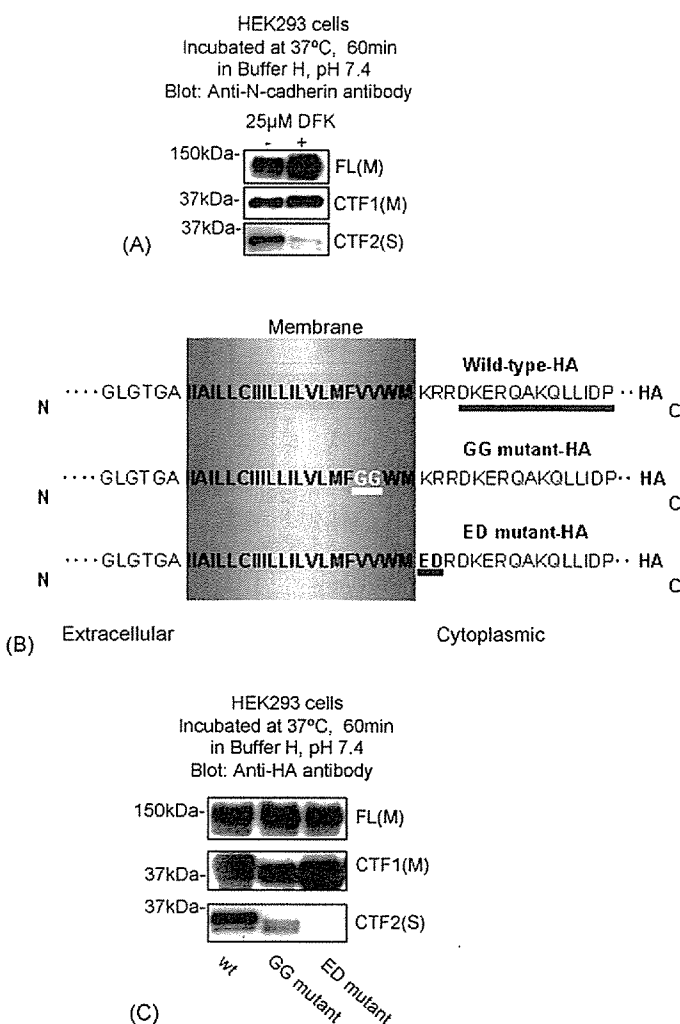 HEK293 cells
Incubated at 37ºC, 60min
in Buffer H, pH 7.4
Blot: Anti-N-cadherin antibody
25µM DFK
- +
150kDa- FL(M)
37kDa- CTF1(M)
37kDa- CTF2(S)
(A)
Membrane
Wild-type-HA
N ····GLGTGA IIAILLCIIILLILVLMFVVWM KRRDKERQAKQLLIDP·· HA C
GG mutant-HA
N ····GLGTGA IIAILLCIIILLILVLMFGGWM KRRDKERQAKQLLIDP·· HA C
ED mutant-HA
N ····GLGTGA IIAILLCIIILLILVLMFVVWM EDRDKERQAKQLLIDP·· HA C
(B) Extracellular Cytoplasmic
HEK293 cells
Incubated at 37ºC, 60min
in Buffer H, pH 7.4
Blot: Anti-HA antibody
150kDa- FL(M)
37kDa- CTF1(M)
37kDa- CTF2(S)
wt GG mutant ED mutant
(C)